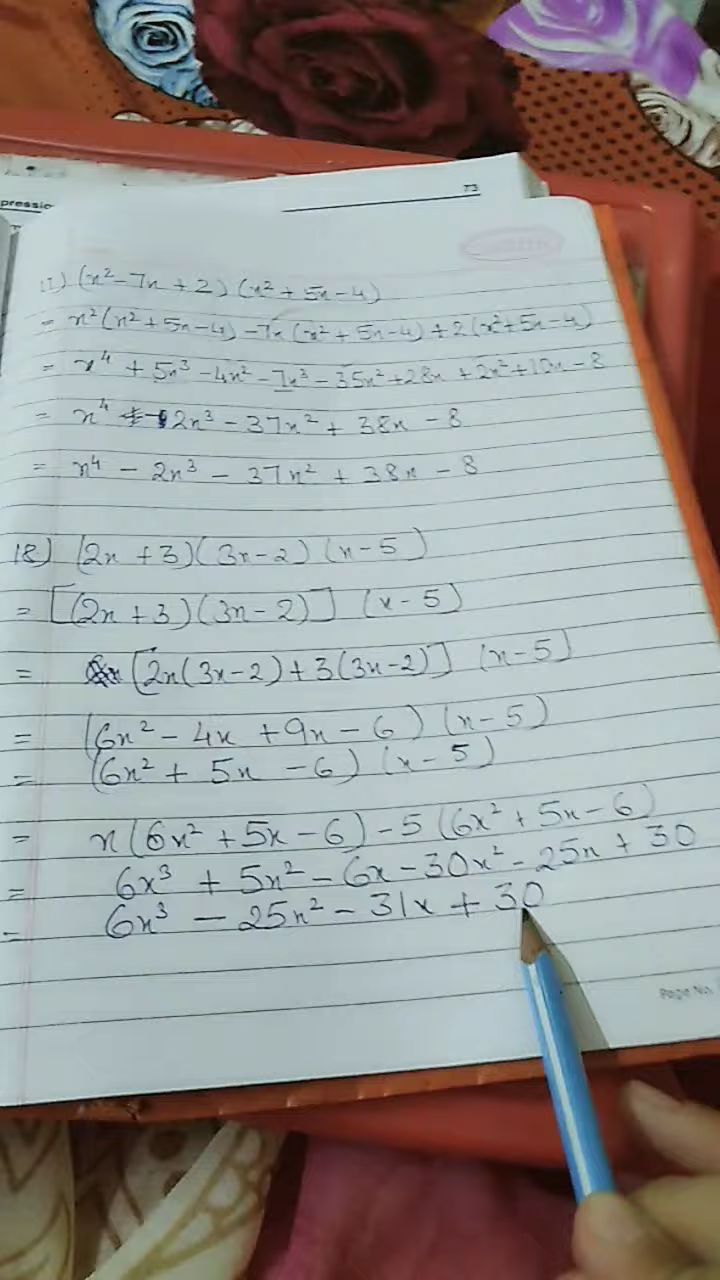 pressio
73
17) (x² - 7x + 2) (x² + 5x - 4)
= x²(x² + 5x - 4) - 7x(x² + 5x - 4) + 2(x² + 5x - 4)
= x⁴ + 5x³ - 4x² - 7x³ - 35x² + 28x + 2x² + 10x - 8
= x⁴ - 2x³ - 37x² + 38x - 8
= x⁴ - 2x³ - 37x² + 38x - 8
18) (2x + 3)(3x - 2)(x - 5)
= [(2x + 3)(3x - 2)] (x - 5)
= [2x(3x - 2) + 3(3x - 2)] (x - 5)
= (6x² - 4x + 9x - 6) (x - 5)
= (6x² + 5x - 6) (x - 5)
= x(6x² + 5x - 6) - 5(6x² + 5x - 6)
= 6x³ + 5x² - 6x - 30x² - 25x + 30
= 6x³ - 25x² - 31x + 30
Page No.